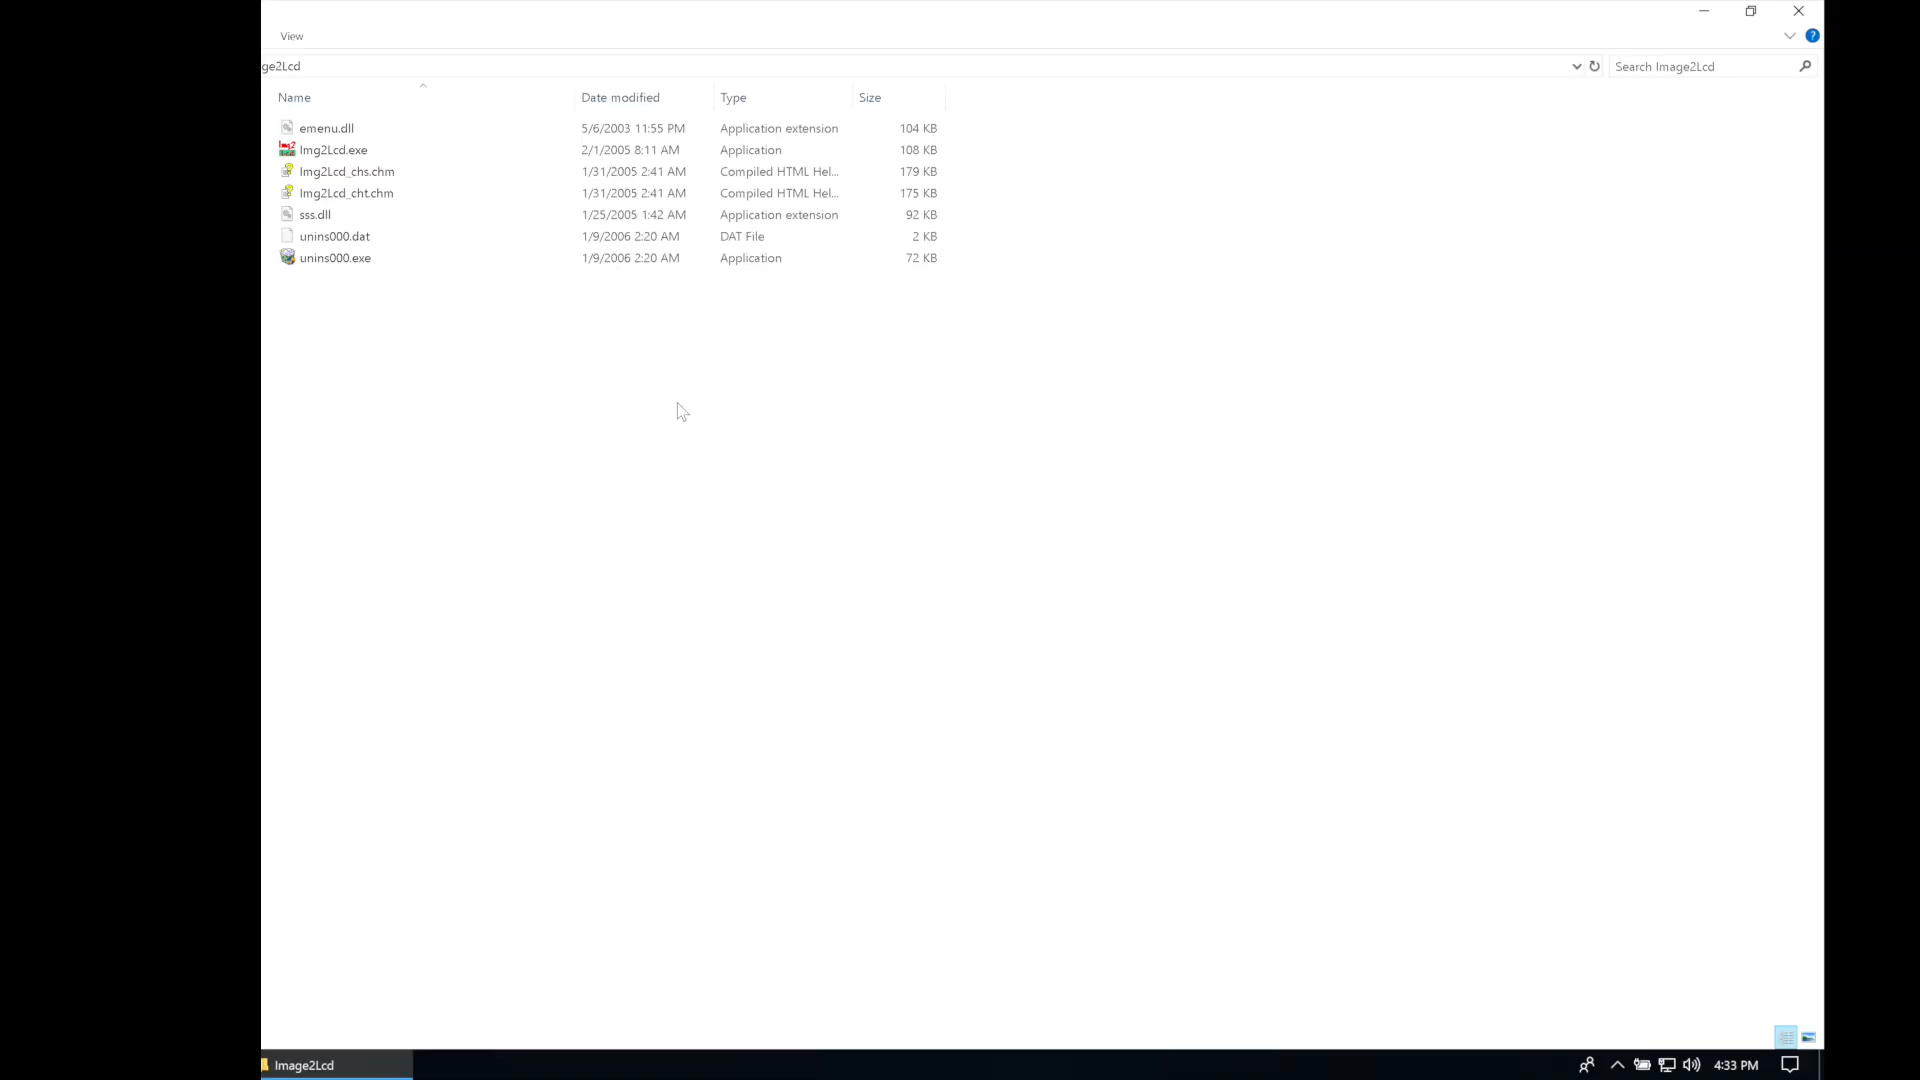 View
ge2Lcd
Search Image2Lcd
Name Date modified Type Size
emenu.dll 5/6/2003 11:55 PM Application extension 104 KB
Img2Lcd.exe 2/1/2005 8:11 AM Application 108 KB
Img2Lcd_chs.chm 1/31/2005 2:41 AM Compiled HTML Hel... 179 KB
Img2Lcd_cht.chm 1/31/2005 2:41 AM Compiled HTML Hel... 175 KB
sss.dll 1/25/2005 1:42 AM Application extension 92 KB
unins000.dat 1/9/2006 2:20 AM DAT File 2 KB
unins000.exe 1/9/2006 2:20 AM Application 72 KB
Image2Lcd
4:33 PM